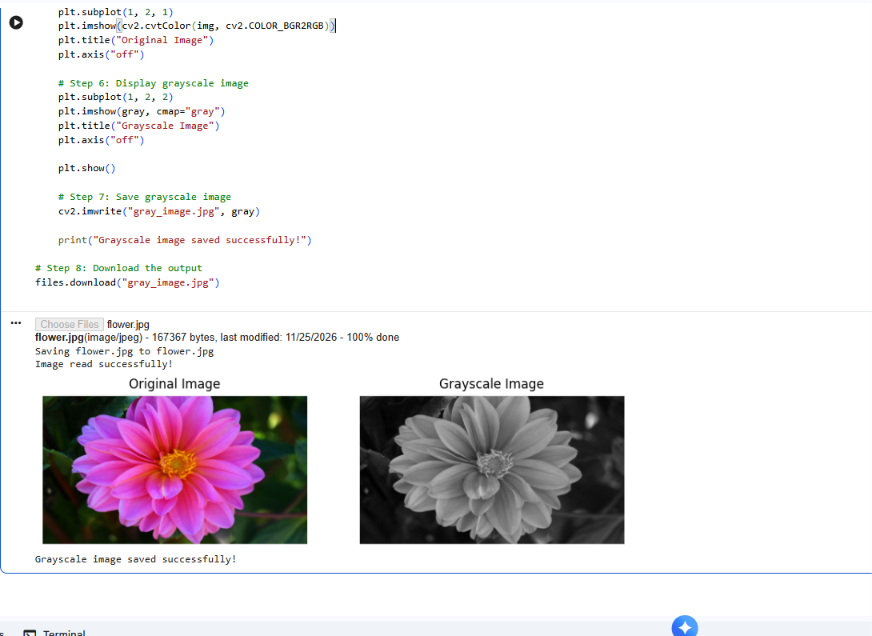 plt.subplot(1, 2, 1)
plt.imshow(cv2.cvtColor(img, cv2.COLOR_BGR2RGB))
plt.title("Original Image")
plt.axis("off")
# Step 6: Display grayscale image
plt.subplot(1, 2, 2)
plt.imshow(gray, cmap="gray")
plt.title("Grayscale Image")
plt.axis("off")
plt.show()
# Step 7: Save grayscale image
cv2.imwrite("gray_image.jpg", gray)
print("Grayscale image saved successfully!")
# Step 8: Download the output
files.download("gray_image.jpg")
Choose Files flower.jpg
flower.jpg(image/jpeg) - 167367 bytes, last modified: 11/25/2026 - 100% done
Saving flower.jpg to flower.jpg
Image read successfully!
Original Image Grayscale Image
Grayscale image saved successfully!
Terminal